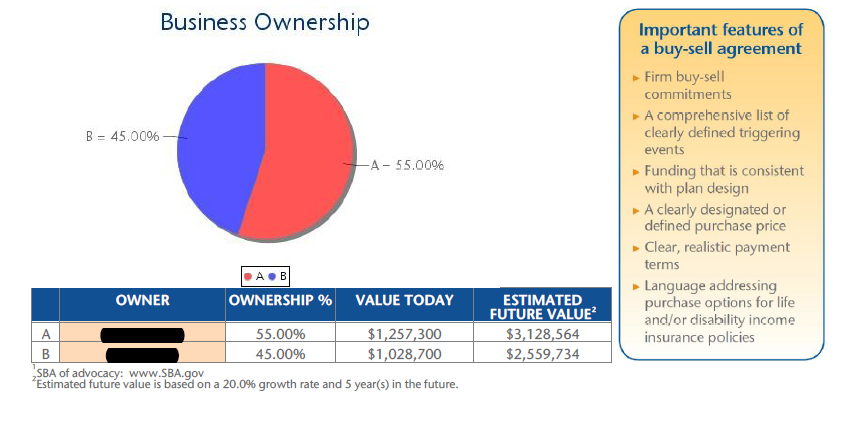 Business Ownership
B = 45.00%
A – 55.00%
A B
OWNER OWNERSHIP % VALUE TODAY ESTIMATED
FUTURE VALUE2
A 55.00% $1,257,300 $3,128,564
B 45.00% $1,028,700 $2,559,734
1SBA of advocacy: www.SBA.gov
2Estimated future value is based on a 20.0% growth rate and 5 year(s) in the future.
Important features of
a buy-sell agreement
Firm buy-sell
commitments
A comprehensive list of
clearly defined triggering
events
Funding that is consistent
with plan design
A clearly designated or
defined purchase price
Clear, realistic payment
terms
Language addressing
purchase options for life
and/or disability income
insurance policies